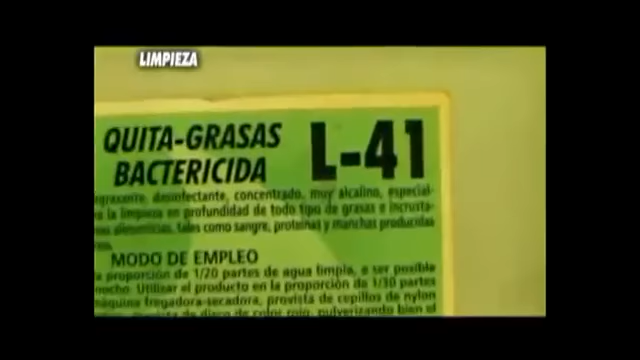 LIMPIEZA
QUITA-GRASAS
BACTERICIDA
L-41
desinfectante, concentrado, muy alcalino, especial-
la limpieza en profundidad de todo tipo de grasas e incrusta-
alimenticias, tales como sangre, proteínas y manchas producidas
MODO DE EMPLEO
proporción de 1/20 partes de agua limpia, a ser posible
Utilizar el producto en la proporción de 1/30 partes
fregadora-secadora, provista de cepillos de nylon
de disco de color rojo, pulverizando bien el